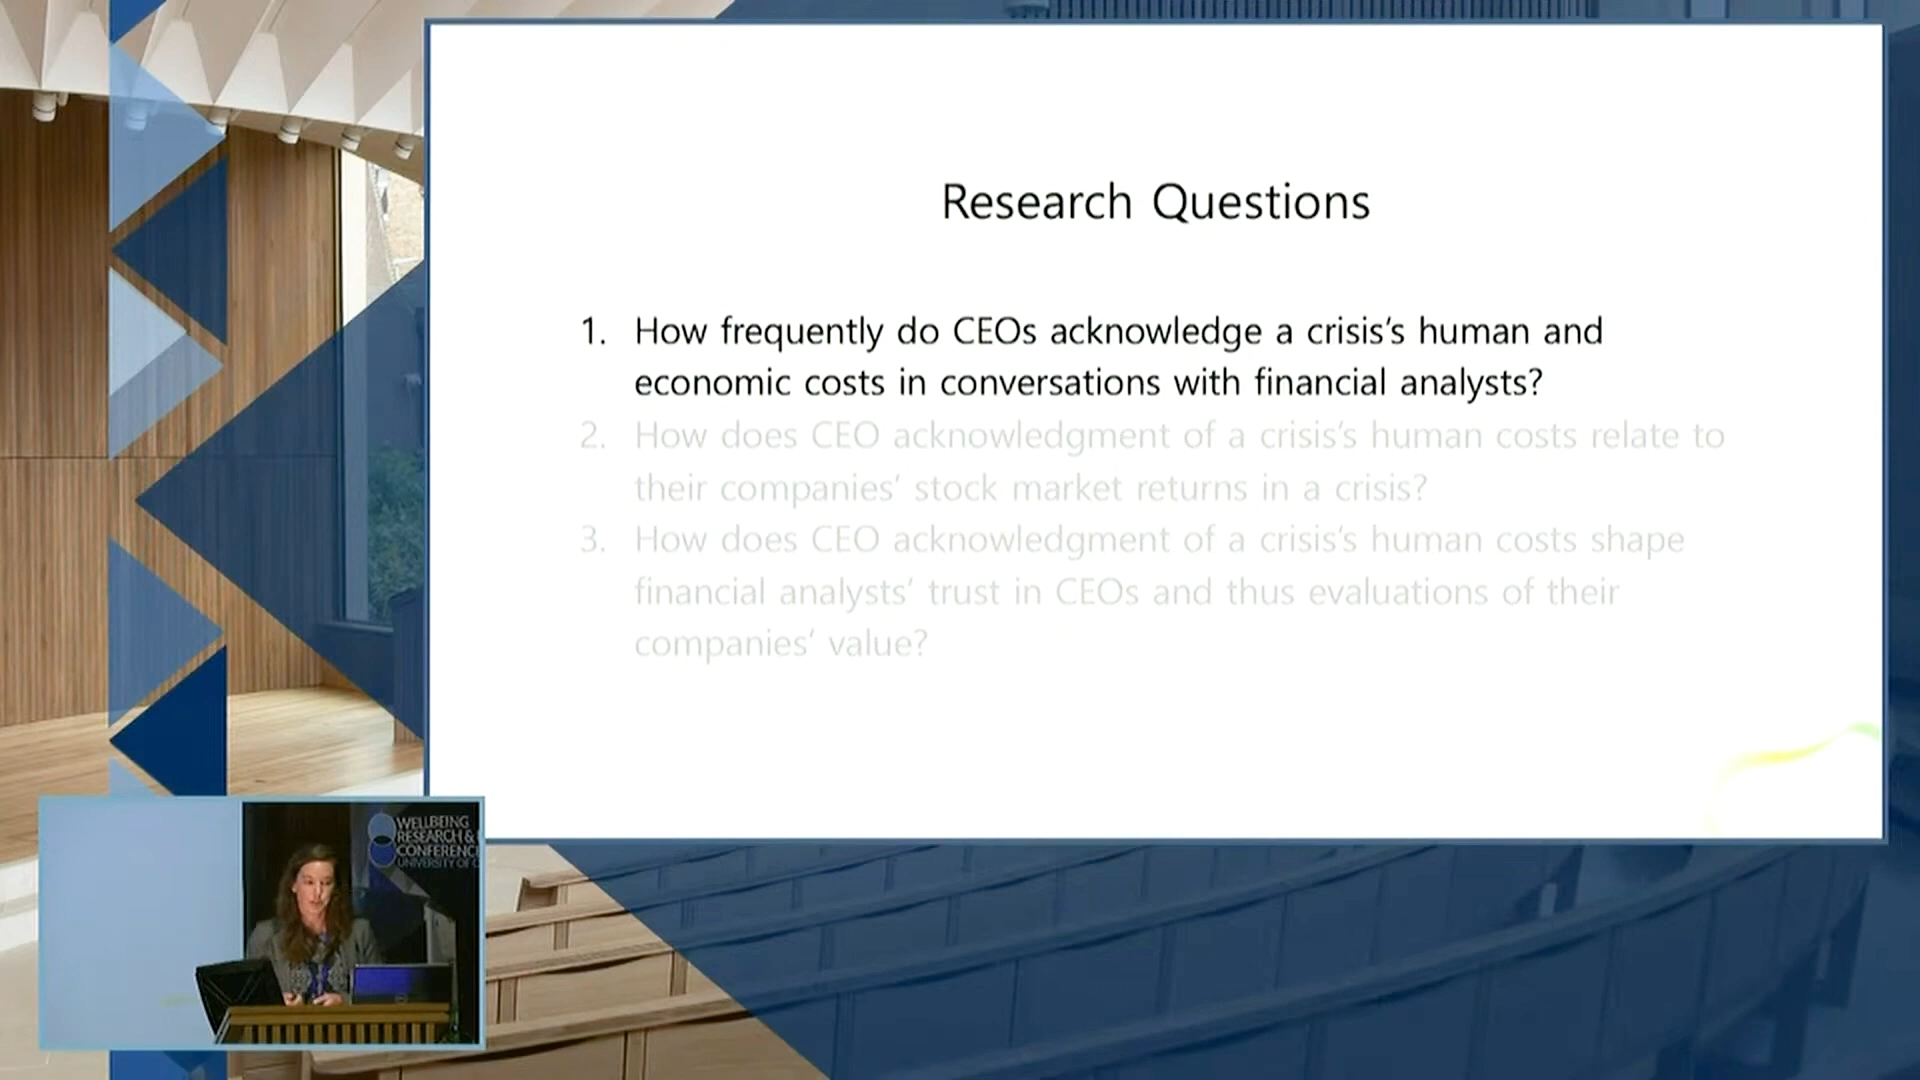 Research Questions
1. How frequently do CEOs acknowledge a crisis’s human and
economic costs in conversations with financial analysts?
2. How does CEO acknowledgment of a crisis’s human costs relate to
their companies’ stock market returns in a crisis?
3. How does CEO acknowledgment of a crisis’s human costs shape
financial analysts’ trust in CEOs and thus evaluations of their
companies’ value?
WELLBEING
RESEARCH &
CONFERENC
UNIVERSITY OF